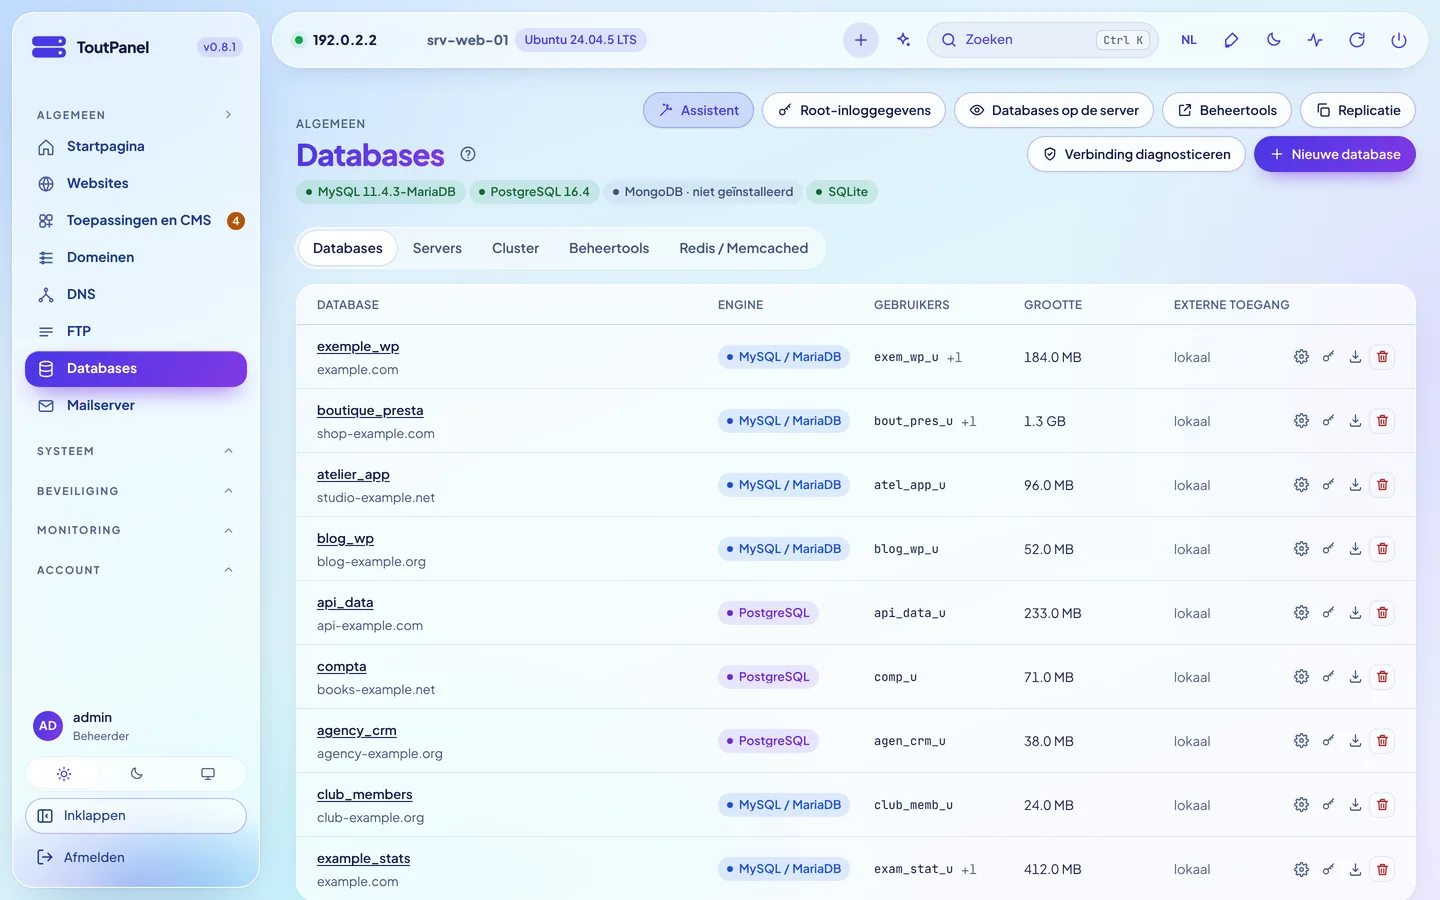 ToutPanel
v0.8.1
ALGEMEEN
Startpagina
Websites
Toepassingen en CMS
4
Domeinen
DNS
FTP
Databases
Mailserver
SYSTEEM
BEVEILIGING
MONITORING
ACCOUNT
AD
admin
Beheerder
Inklappen
Afmelden
192.0.2.2
srv-web-01
Ubuntu 24.04.5 LTS
Zoeken
Ctrl K
NL
ALGEMEEN
Databases
Assistent
Root-inloggegevens
Databases op de server
Beheertools
Replicatie
Verbinding diagnosticeren
Nieuwe database
MySQL 11.4.3-MariaDB
PostgreSQL 16.4
MongoDB · niet geïnstalleerd
SQLite
Databases
Servers
Cluster
Beheertools
Redis / Memcached
DATABASE ENGINE GEBRUIKERS GROOTTE EXTERNE TOEGANG
exemple_wp MySQL / MariaDB exem_wp_u +1 184.0 MB lokaal
example.com
boutique_presta MySQL / MariaDB bout_pres_u +1 1.3 GB lokaal
shop-example.com
atelier_app MySQL / MariaDB atel_app_u 96.0 MB lokaal
studio-example.net
blog_wp MySQL / MariaDB blog_wp_u 52.0 MB lokaal
blog-example.org
api_data PostgreSQL api_data_u 233.0 MB lokaal
api-example.com
compta PostgreSQL comp_u 71.0 MB lokaal
books-example.net
agency_crm PostgreSQL agen_crm_u 38.0 MB lokaal
agency-example.org
club_members MySQL / MariaDB club_memb_u 24.0 MB lokaal
club-example.org
example_stats MySQL / MariaDB exam_stat_u +1 412.0 MB lokaal
example.com